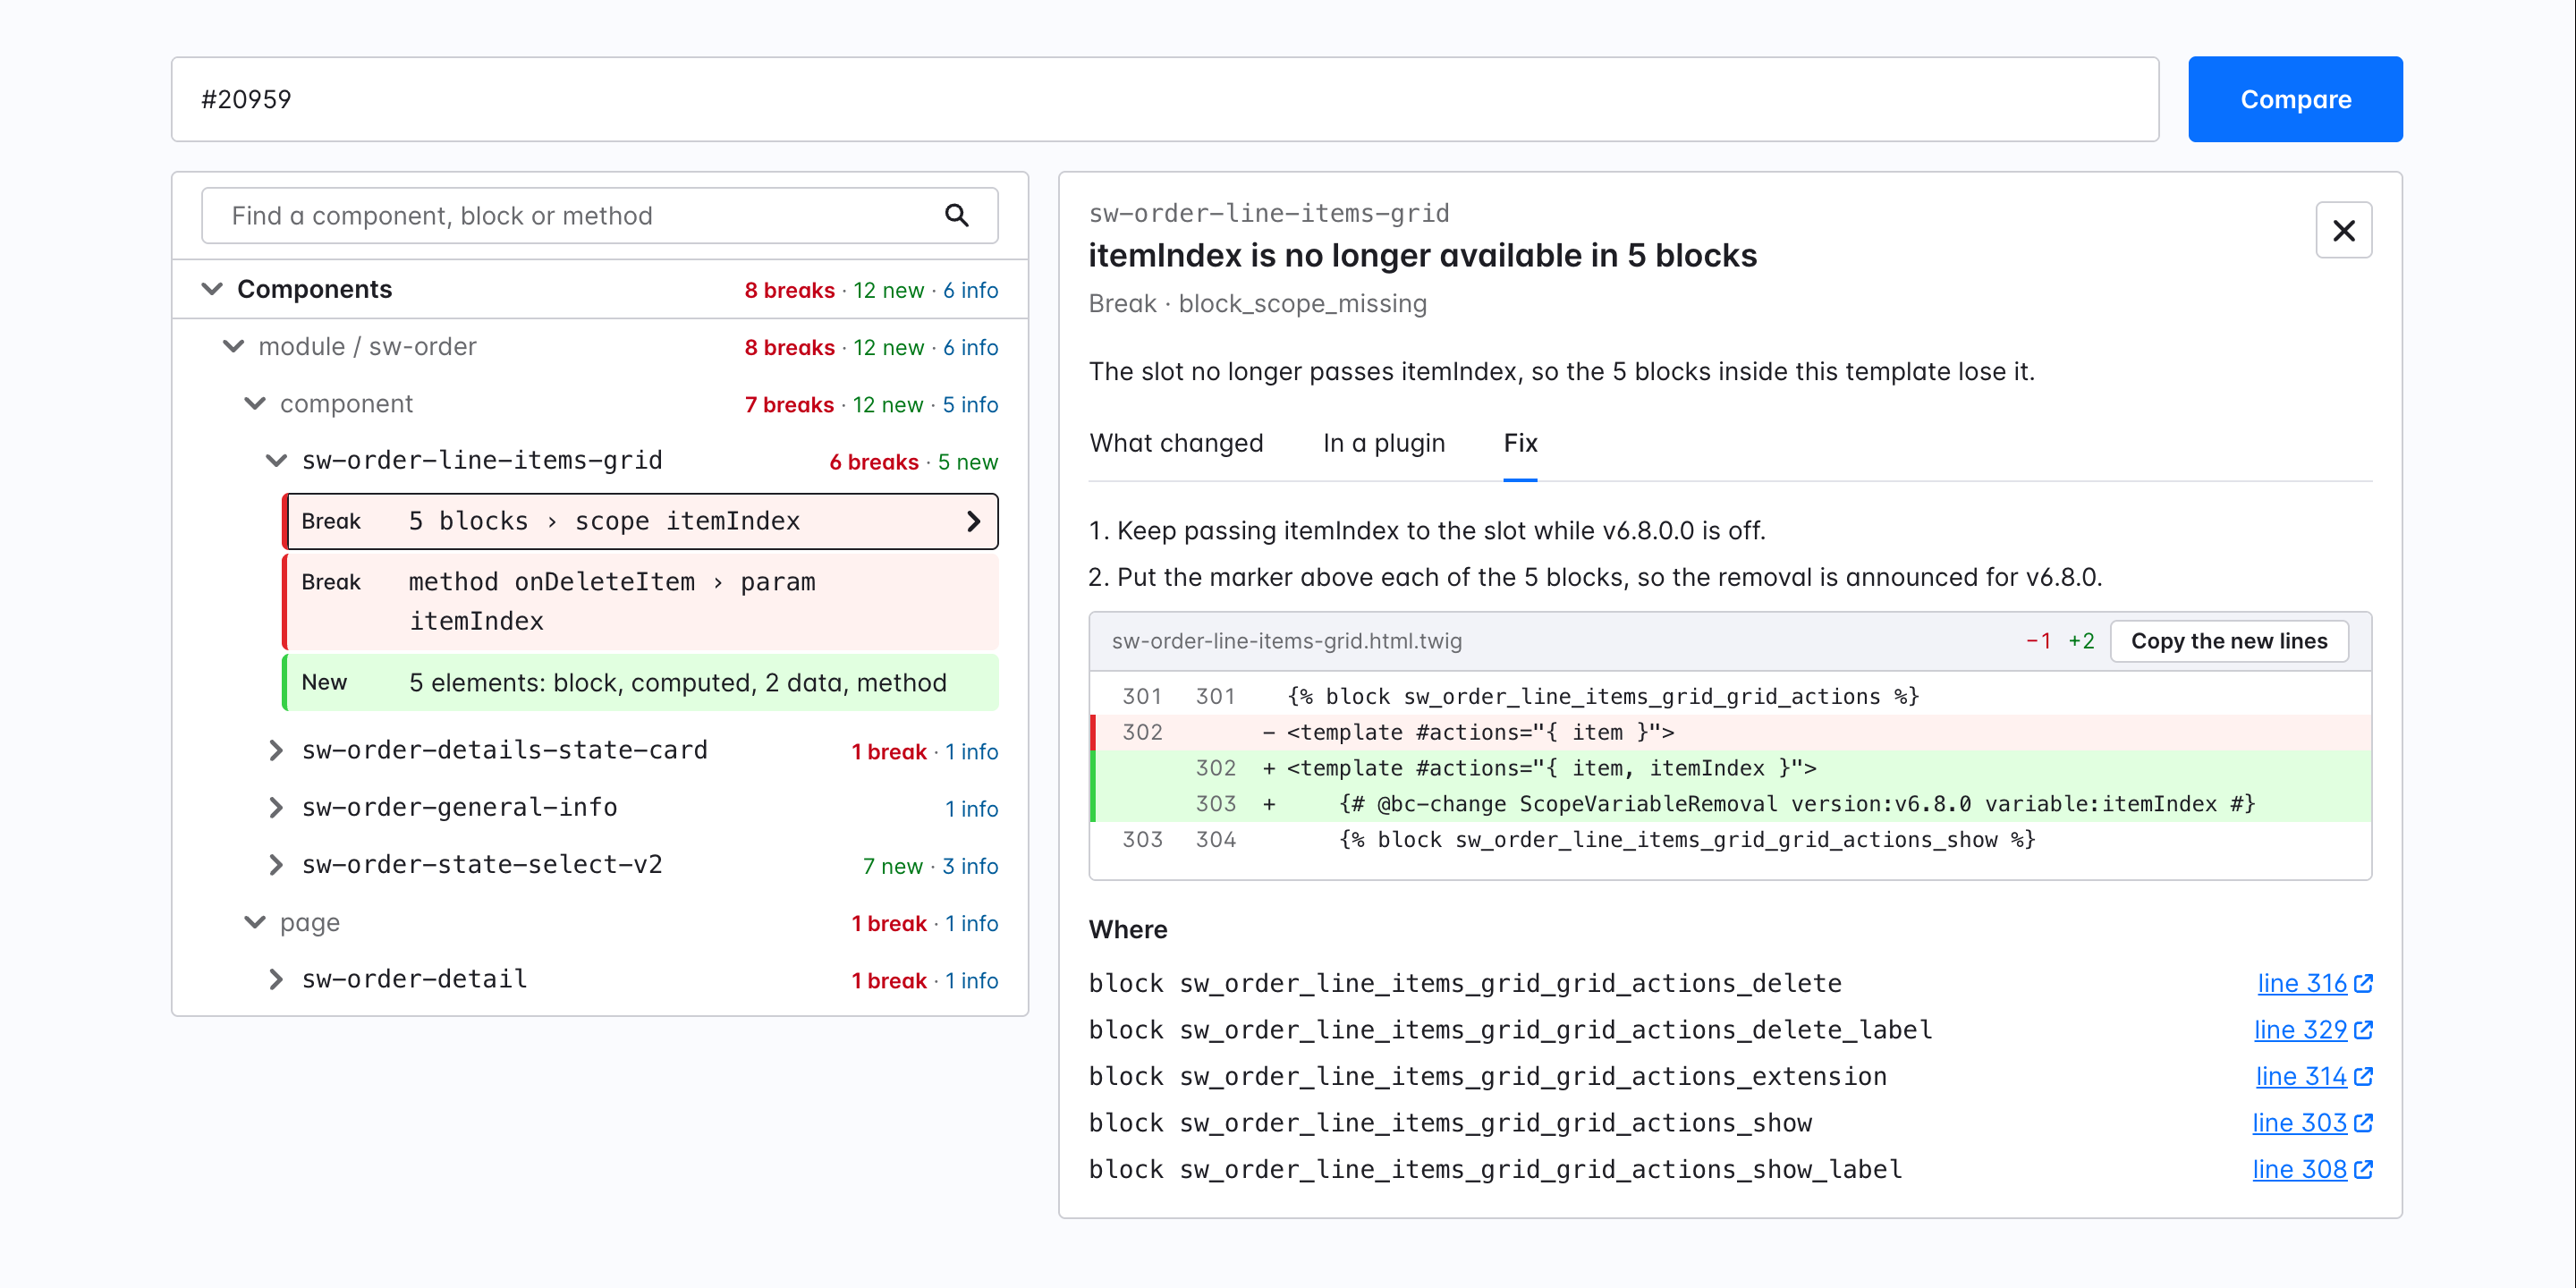 #20959
Compare
Find a component, block or method
Components
8 breaks · 12 new · 6 info
module / sw-order
8 breaks · 12 new · 6 info
component
7 breaks · 12 new · 5 info
sw-order-line-items-grid
6 breaks · 5 new
Break 5 blocks › scope itemIndex
Break method onDeleteItem › param
itemIndex
New 5 elements: block, computed, 2 data, method
sw-order-details-state-card
1 break · 1 info
sw-order-general-info
1 info
sw-order-state-select-v2
7 new · 3 info
page
1 break · 1 info
sw-order-detail
1 break · 1 info
sw-order-line-items-grid
itemIndex is no longer available in 5 blocks
Break · block_scope_missing
The slot no longer passes itemIndex, so the 5 blocks inside this template lose it.
What changed In a plugin Fix
1. Keep passing itemIndex to the slot while v6.8.0.0 is off.
2. Put the marker above each of the 5 blocks, so the removal is announced for v6.8.0.
sw-order-line-items-grid.html.twig
−1 +2 Copy the new lines
301 301 {% block sw_order_line_items_grid_grid_actions %}
302 − <template #actions="{ item }">
302 + <template #actions="{ item, itemIndex }">
303 + {# @bc-change ScopeVariableRemoval version:v6.8.0 variable:itemIndex #}
303 304 {% block sw_order_line_items_grid_grid_actions_show %}
Where
block sw_order_line_items_grid_grid_actions_delete line 316
block sw_order_line_items_grid_grid_actions_delete_label line 329
block sw_order_line_items_grid_grid_actions_extension line 314
block sw_order_line_items_grid_grid_actions_show line 303
block sw_order_line_items_grid_grid_actions_show_label line 308